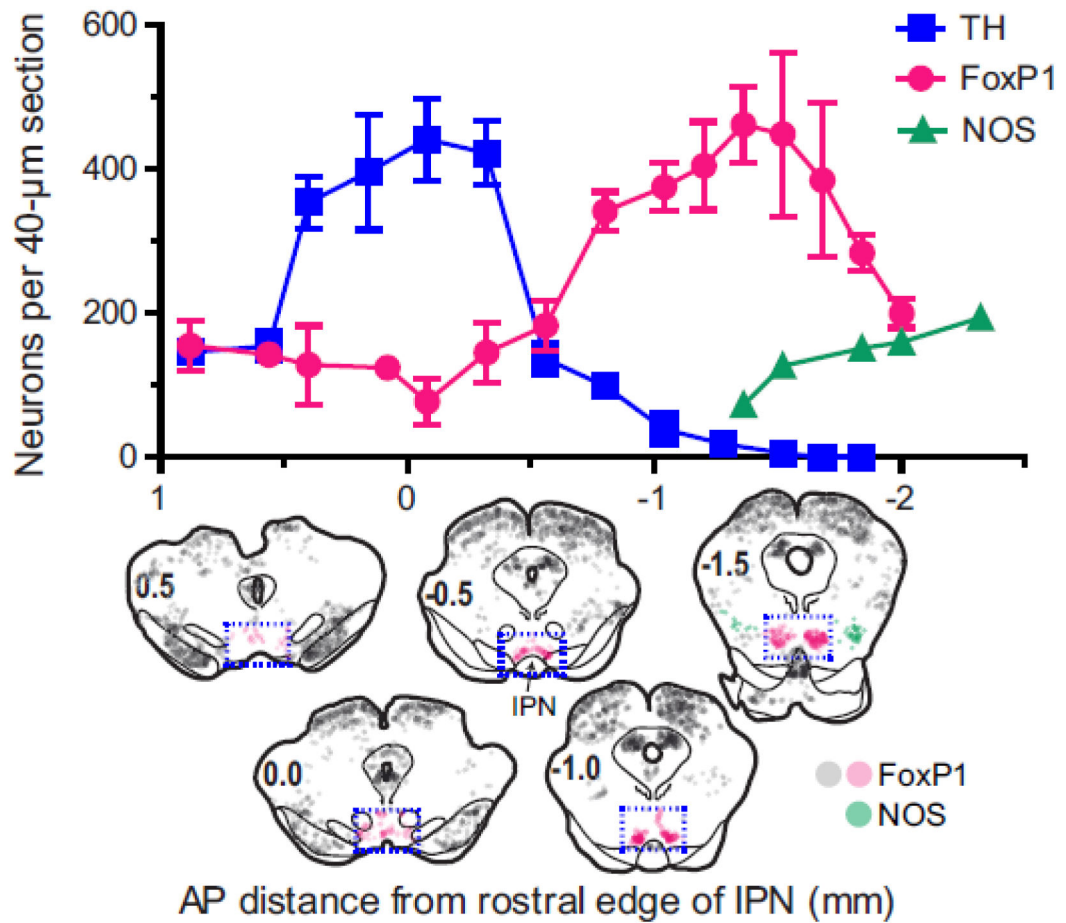 Neurons per 40-μm section
600
400
200
0
TH
FoxP1
NOS
1
0
-1
-2
0.5
-0.5
-1.5
IPN
0.0
-1.0
FoxP1
NOS
AP distance from rostral edge of IPN (mm)